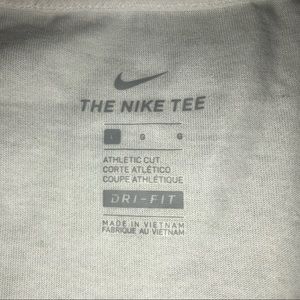 THE NIKE TEE
L G G
ATHLETIC CUT
CORTE ATLÉTICO
COUPE ATHLÉTIQUE
DRI-FIT
MADE IN VIETNAM
FABRIQUÉ AU VIETNAM